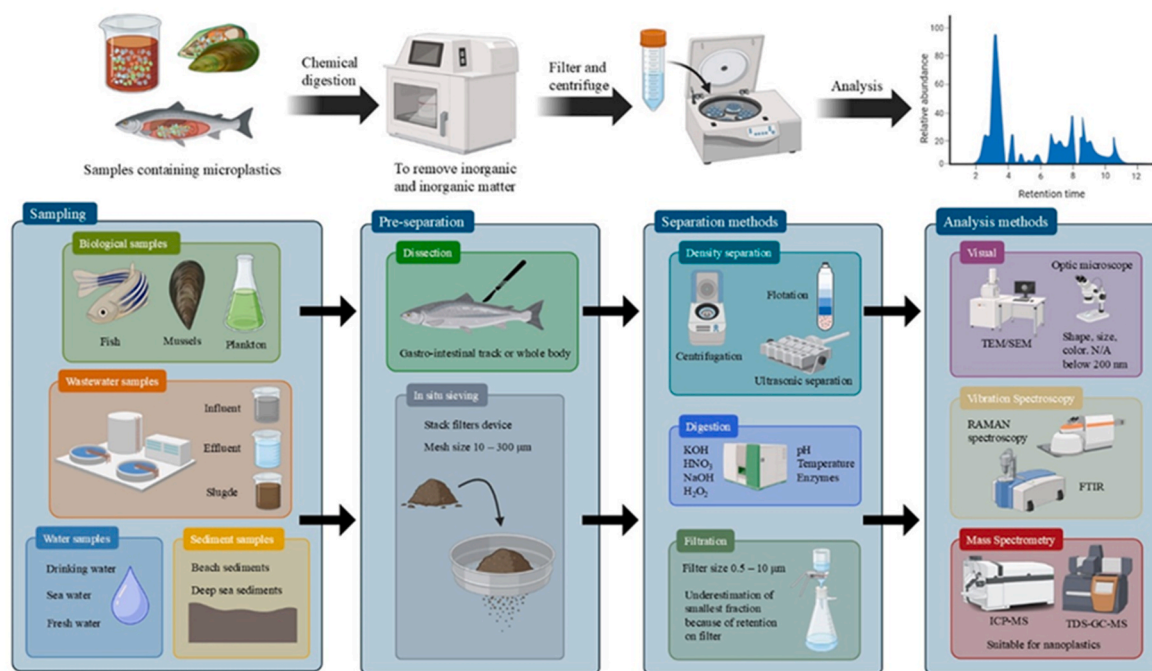 Chemical
digestion
Filter and
centrifuge
Analysis
Samples containing microplastics
To remove inorganic
and inorganic matter
Relative abundance
100
80
60
40
20
0
2
4
6
8
10
12
Retention time
Sampling
Biological samples
Fish
Mussels
Plankton
Wastewater samples
Influent
Effluent
Slugde
Water samples
Drinking water
Sea water
Fresh water
Sediment samples
Beach sediments
Deep sea sediments
Pre-separation
Dissection
Gastro-intestinal track or whole body
In situ sieving
Stack filters device
Mesh size 10 – 300 μm
Separation methods
Density separation
Flotation
Centrifugation
Ultrasonic separation
Digestion
KOH
HNO₃
NaOH
H₂O₂
pH
Temperature
Enzymes
Filtration
Filter size 0.5 – 10 μm
Underestimation of
smallest fraction
because of retention
on filter
Analysis methods
Visual
Optic microscope
TEM/SEM
Shape, size,
color. N/A
below 200 nm
Vibration Spectroscopy
RAMAN
spectroscopy
FTIR
Mass Spectrometry
ICP-MS
TDS-GC-MS
Suitable for nanoplastics